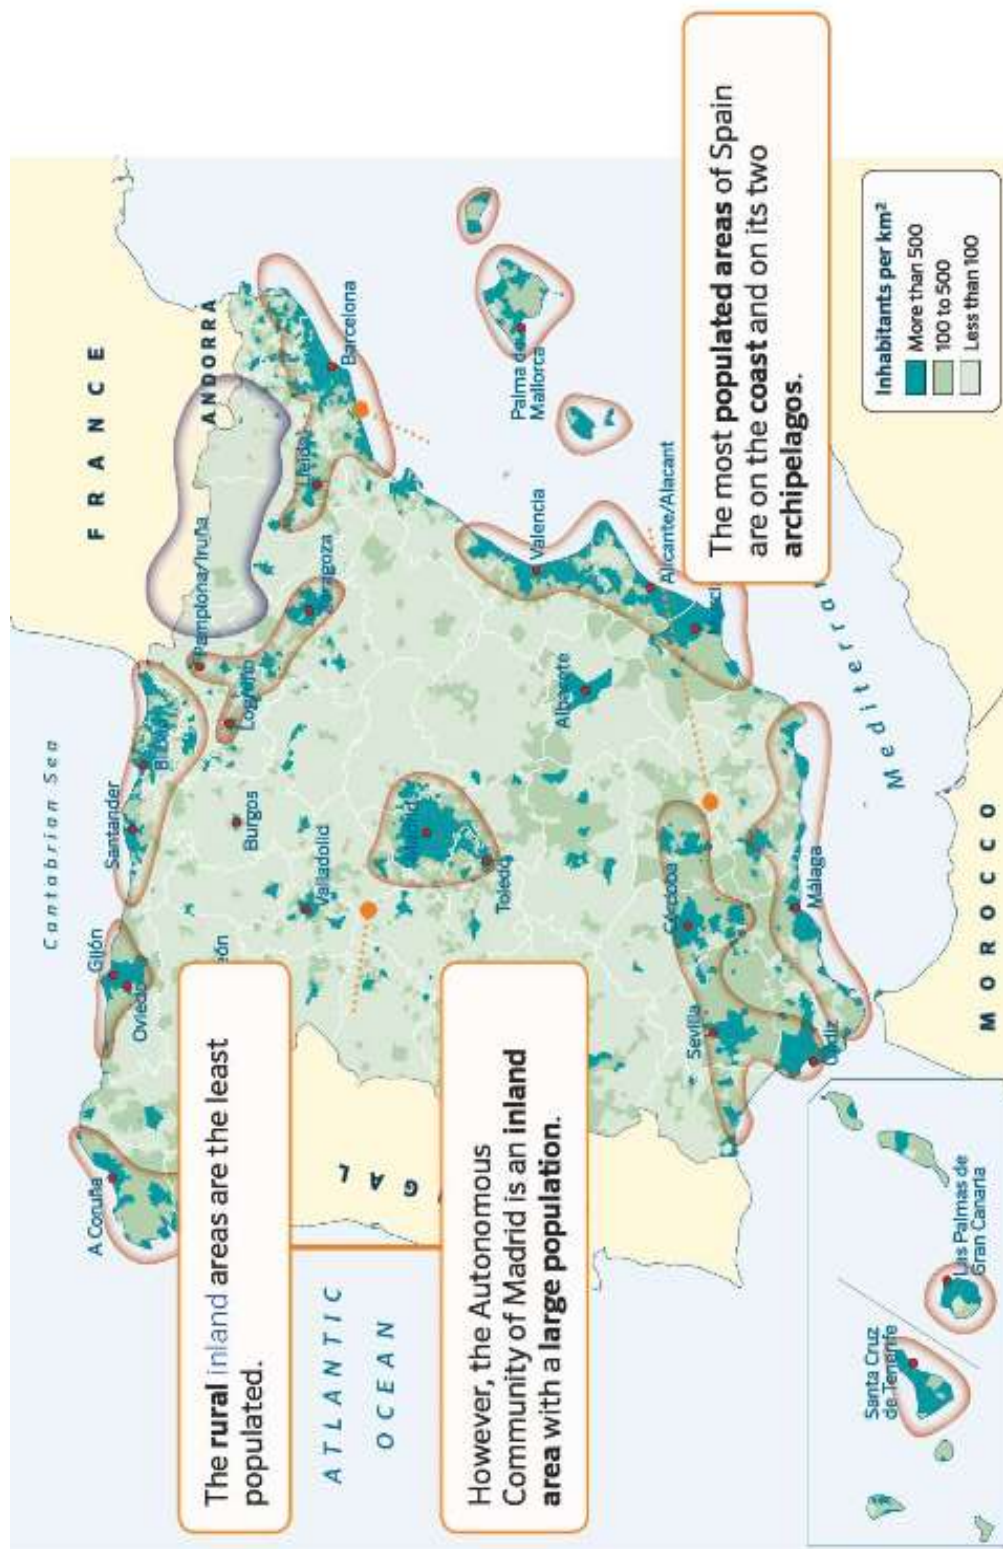 Cantabrian Sea
FRANCE
ANDORRA
A Coruña
Gijón
Oviedo
Santander
Pamplona/Iruña
Logroño
Burgos
Valladolid
Zaragoza
Lleida
Barcelona
The rural inland areas are the least
populated.
ATLANTIC
OCEAN
However, the Autonomous
Community of Madrid is an inland
area with a large population.
GAL
Madrid
Toledo
Valencia
Palma de
Mallorca
Albacete
Alicante/Alacant
Córdoba
Sevilla
Cádiz
Málaga
The most populated areas of Spain
are on the coast and on its two
archipelagos.
Mediterra
MOROCCO
Santa Cruz
de Tenerife
Las Palmas de
Gran Canaria
Inhabitants per km²
More than 500
100 to 500
Less than 100